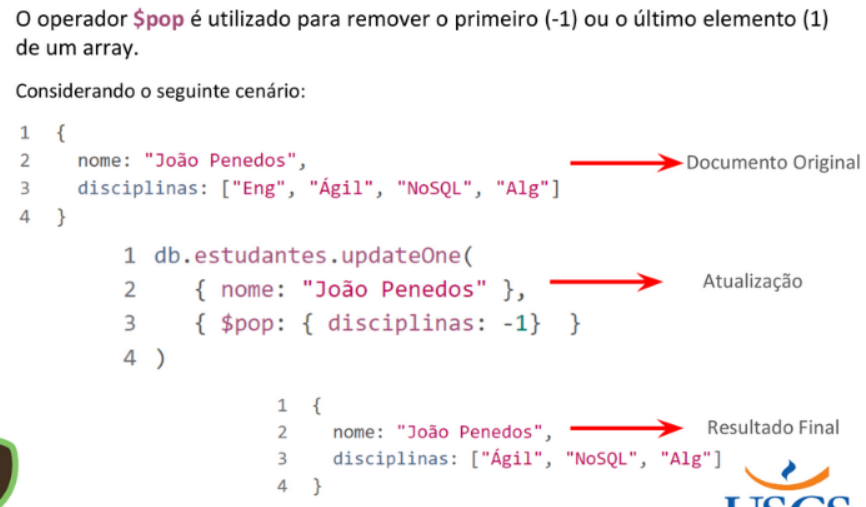 O operador $pop é utilizado para remover o primeiro (-1) ou o último elemento (1)
de um array.
Considerando o seguinte cenário:
1 {
2 nome: "João Penedos",
3 disciplinas: ["Eng", "Ágil", "NoSQL", "Alg"]
4 }
Documento Original
1 db.estudantes.updateOne(
2 { nome: "João Penedos" },
3 { $pop: { disciplinas: -1} }
4 )
Atualização
1 {
2 nome: "João Penedos",
3 disciplinas: ["Ágil", "NoSQL", "Alg"]
4 }
Resultado Final